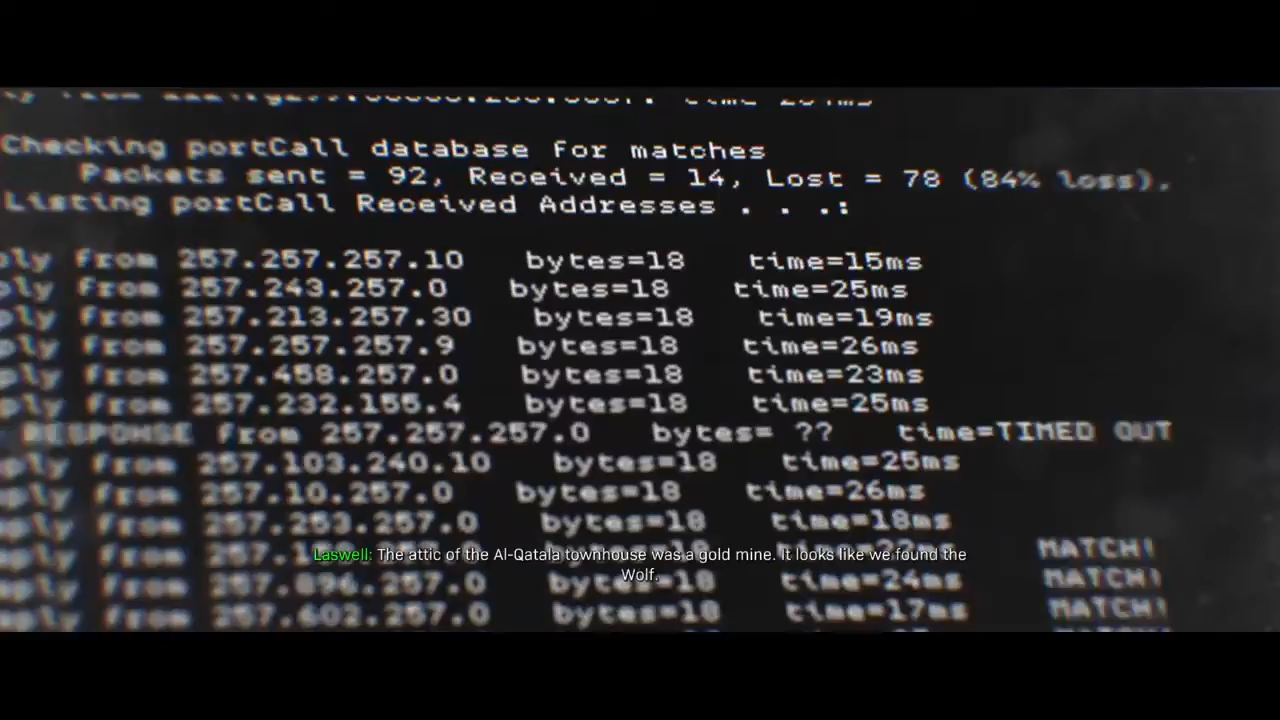 Checking portCall database for matches
Packets sent = 92, Received = 14, Lost = 78 (84% loss).
Listing portCall Received Addresses . . .:
ply from 257.257.257.10 bytes=18 time=15ms
ply from 257.243.257.0 bytes=18 time=25ms
ply from 257.213.257.30 bytes=18 time=19ms
ply from 257.257.257.9 bytes=18 time=26ms
ply from 257.458.257.0 bytes=18 time=23ms
ply from 257.232.155.4 bytes=18 time=25ms
RESPONSE from 257.257.257.0 bytes= ?? time=TIMED OUT
ply from 257.103.240.10 bytes=18 time=25ms
ply from 257.10.257.0 bytes=18 time=26ms
ply from 257.253.257.0 bytes=18 time=18ms
ply from time=22ms MATCH!
Laswell: The attic of the Al-Qatala townhouse was a gold mine. It looks like we found the
Wolf.
ply from 257.896.257.0 bytes=18 time=24ms MATCH!
ply from 257.602.257.0 bytes=18 time=17ms MATCH!